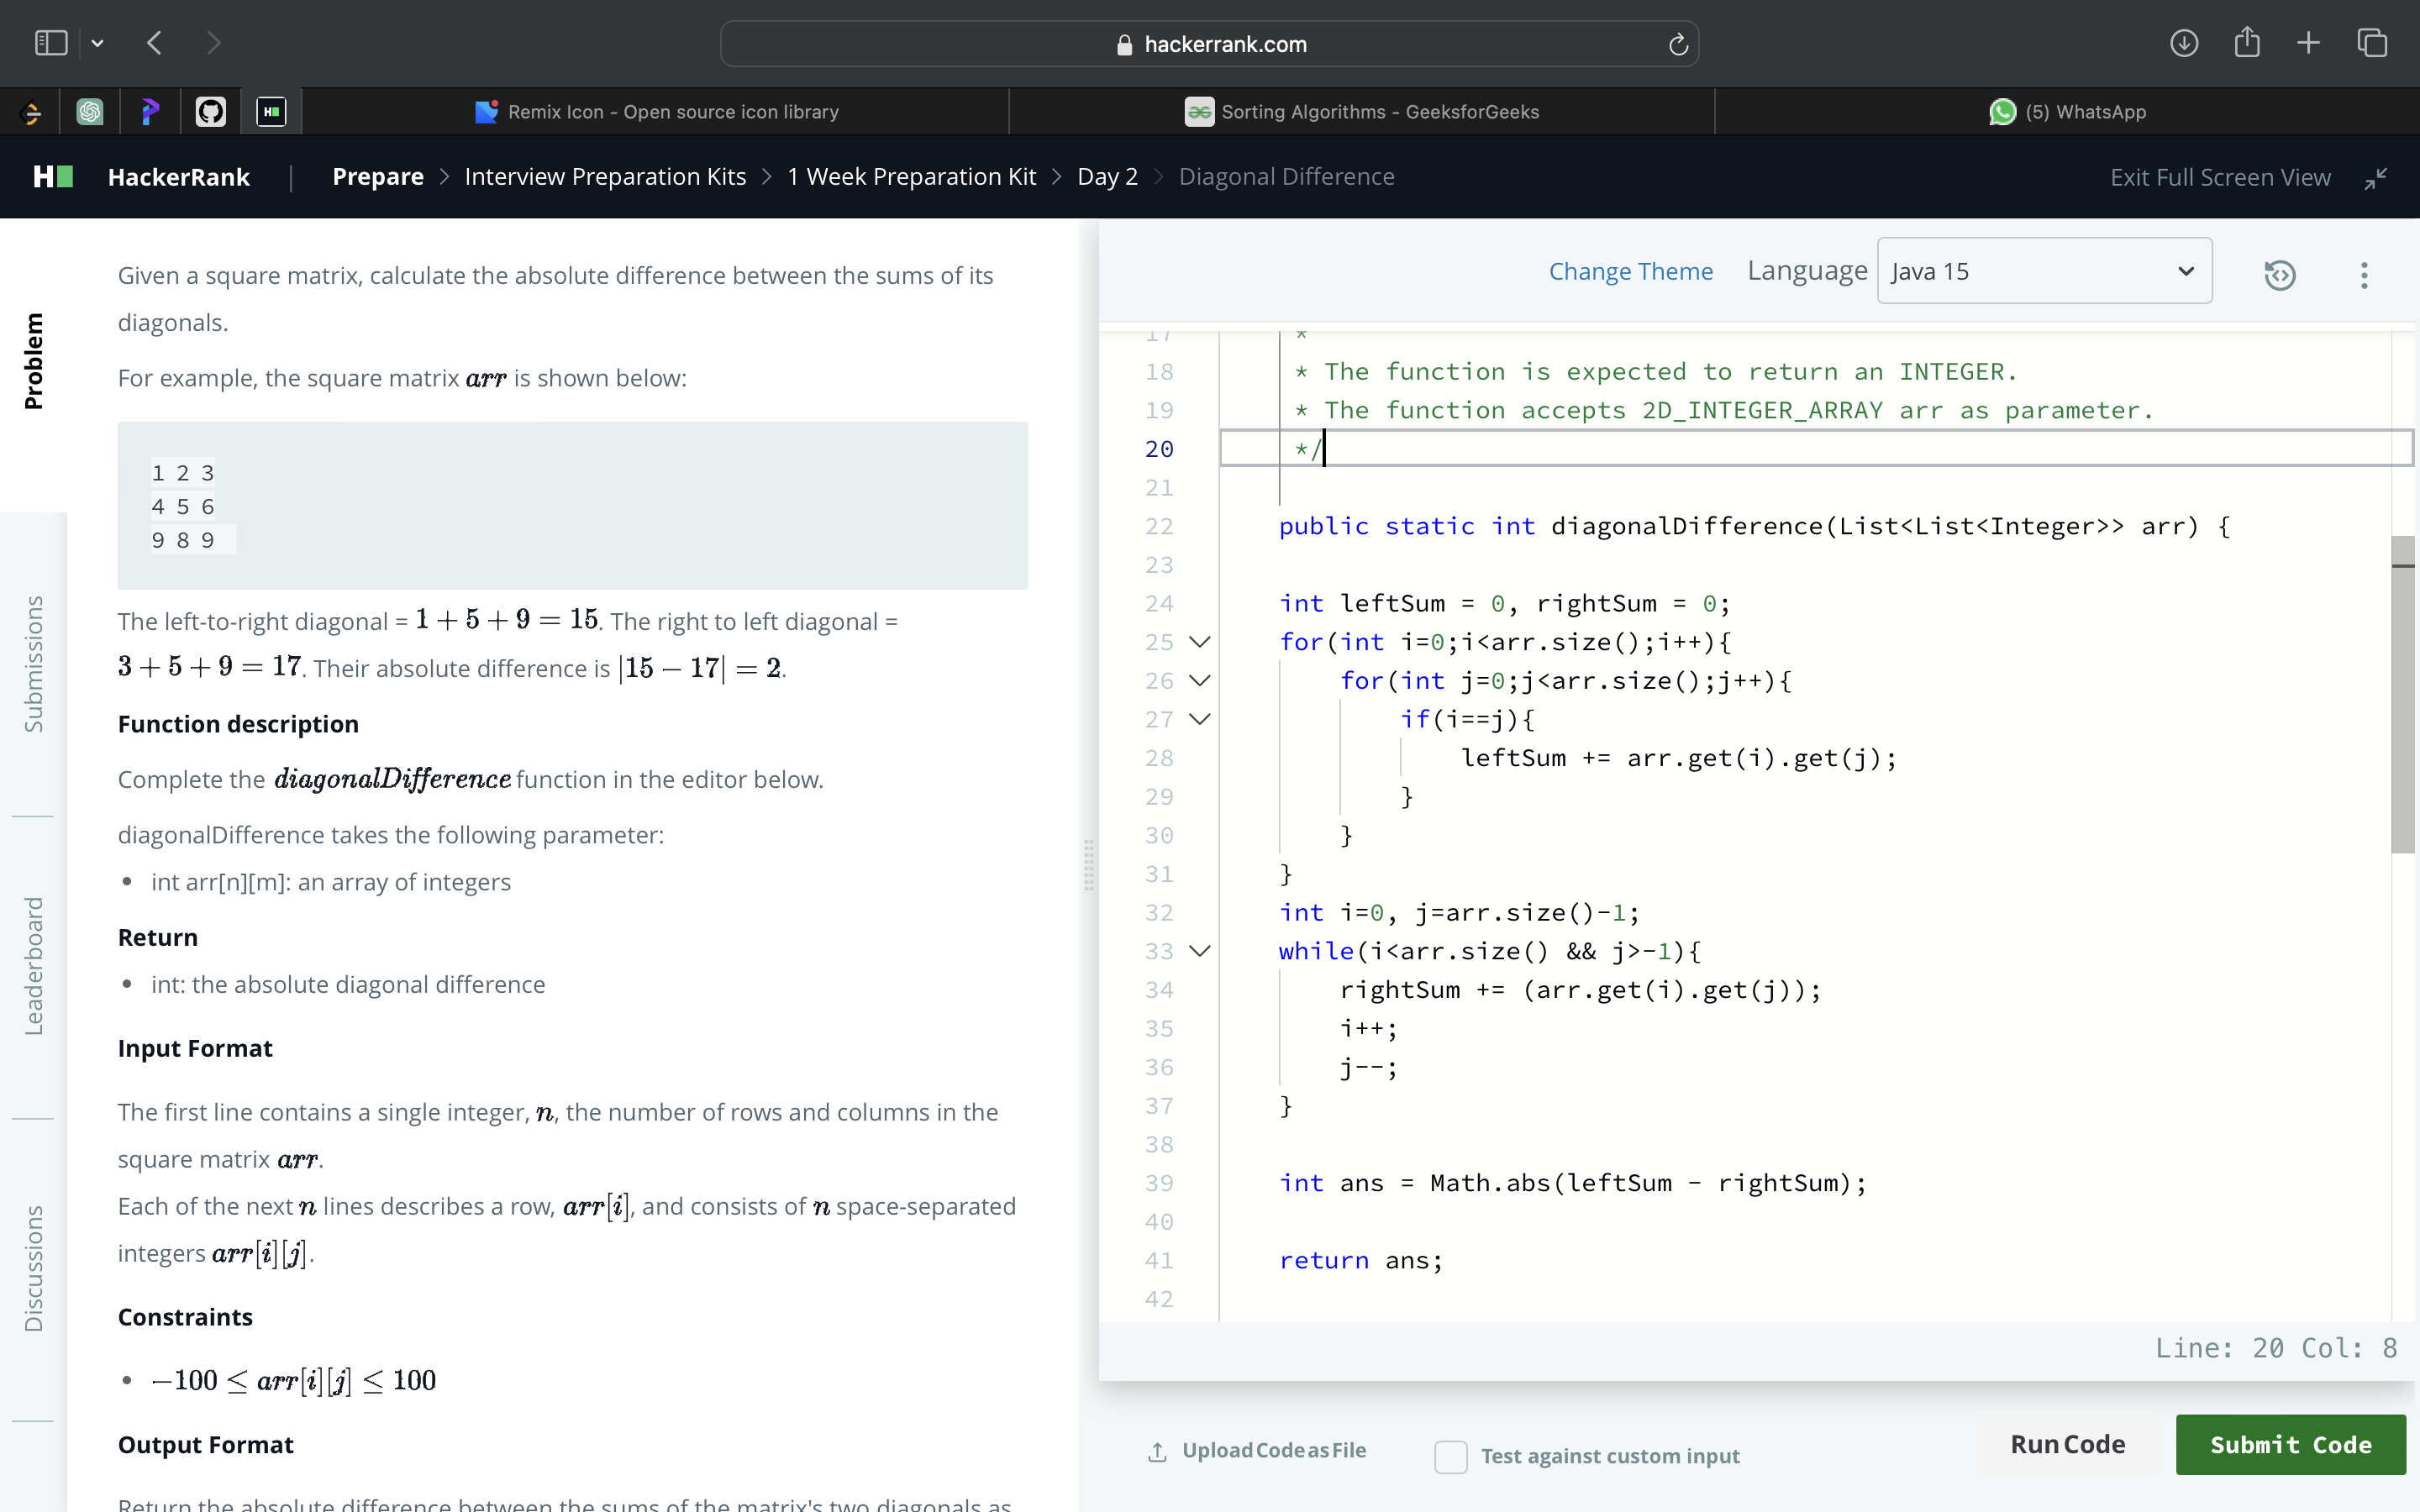 hackerrank.com
Remix Icon - Open source icon library
Sorting Algorithms - GeeksforGeeks
(5) WhatsApp
H
HackerRank | Prepare > Interview Preparation Kits > 1 Week Preparation Kit > Day 2 > Diagonal Difference
Exit Full Screen View
Problem
Submissions
Leaderboard
Discussions
Given a square matrix, calculate the absolute difference between the sums of its
diagonals.
For example, the square matrix arr is shown below:
1 2 3
4 5 6
9 8 9
The left-to-right diagonal = 1 + 5 + 9 = 15. The right to left diagonal =
3 + 5 + 9 = 17. Their absolute difference is |15 − 17| = 2.
Function description
Complete the diagonalDifference function in the editor below.
diagonalDifference takes the following parameter:
• int arr[n][m]: an array of integers
Return
• int: the absolute diagonal difference
Input Format
The first line contains a single integer, n, the number of rows and columns in the
square matrix arr.
Each of the next n lines describes a row, arr[i], and consists of n space-separated
integers arr[i][j].
Constraints
• −100 ≤ arr[i][j] ≤ 100
Output Format
Return the absolute difference between the sums of the matrix's two diagonals as
Change Theme Language Java 15
17 *
18 * The function is expected to return an INTEGER.
19 * The function accepts 2D_INTEGER_ARRAY arr as parameter.
20 */
21
22 public static int diagonalDifference(List<List<Integer>> arr) {
23
24 int leftSum = 0, rightSum = 0;
25 for(int i=0;i<arr.size();i++){
26 for(int j=0;j<arr.size();j++){
27 if(i==j){
28 leftSum += arr.get(i).get(j);
29 }
30 }
31 }
32 int i=0, j=arr.size()-1;
33 while(i<arr.size() && j>-1){
34 rightSum += (arr.get(i).get(j));
35 i++;
36 j--;
37 }
38
39 int ans = Math.abs(leftSum - rightSum);
40
41 return ans;
42
Line: 20 Col: 8
Upload Code as File
Test against custom input
Run Code
Submit Code